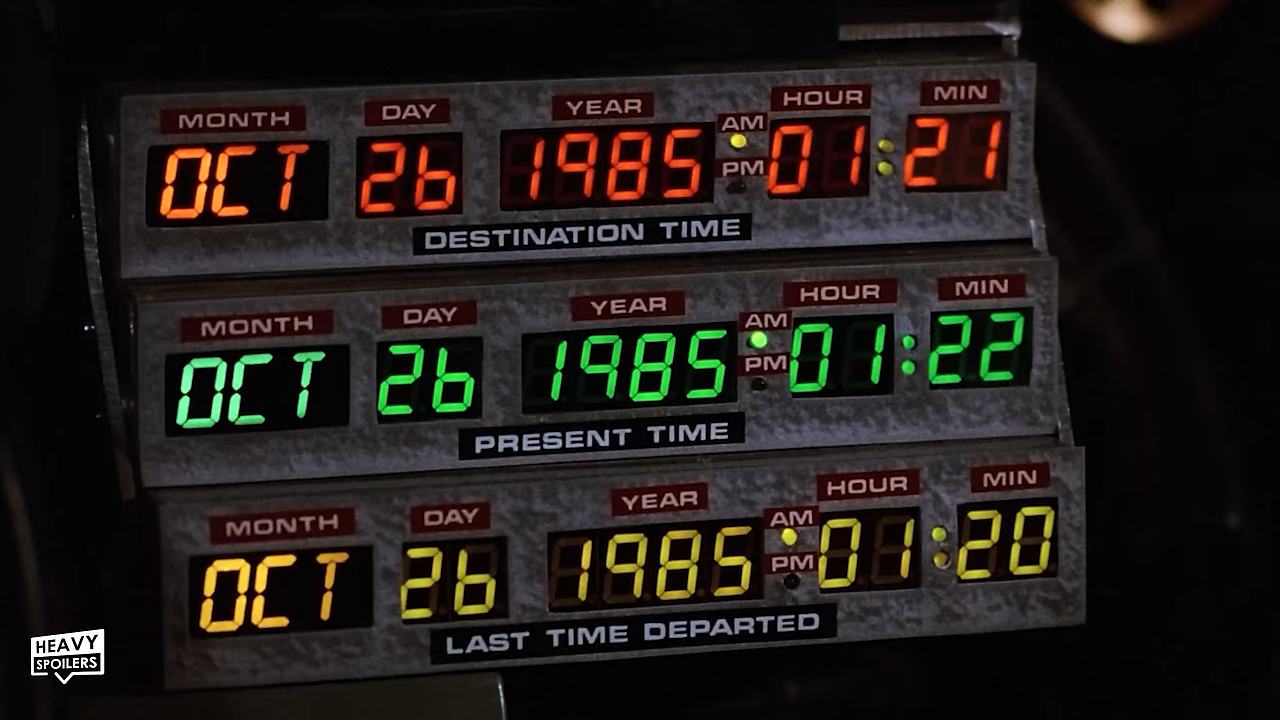 MONTH DAY YEAR AM PM HOUR MIN
OCT 26 1985 01:21
DESTINATION TIME
MONTH DAY YEAR AM PM HOUR MIN
OCT 26 1985 01:22
PRESENT TIME
MONTH DAY YEAR AM PM HOUR MIN
OCT 26 1985 01:20
LAST TIME DEPARTED
HEAVY
SPOILERS